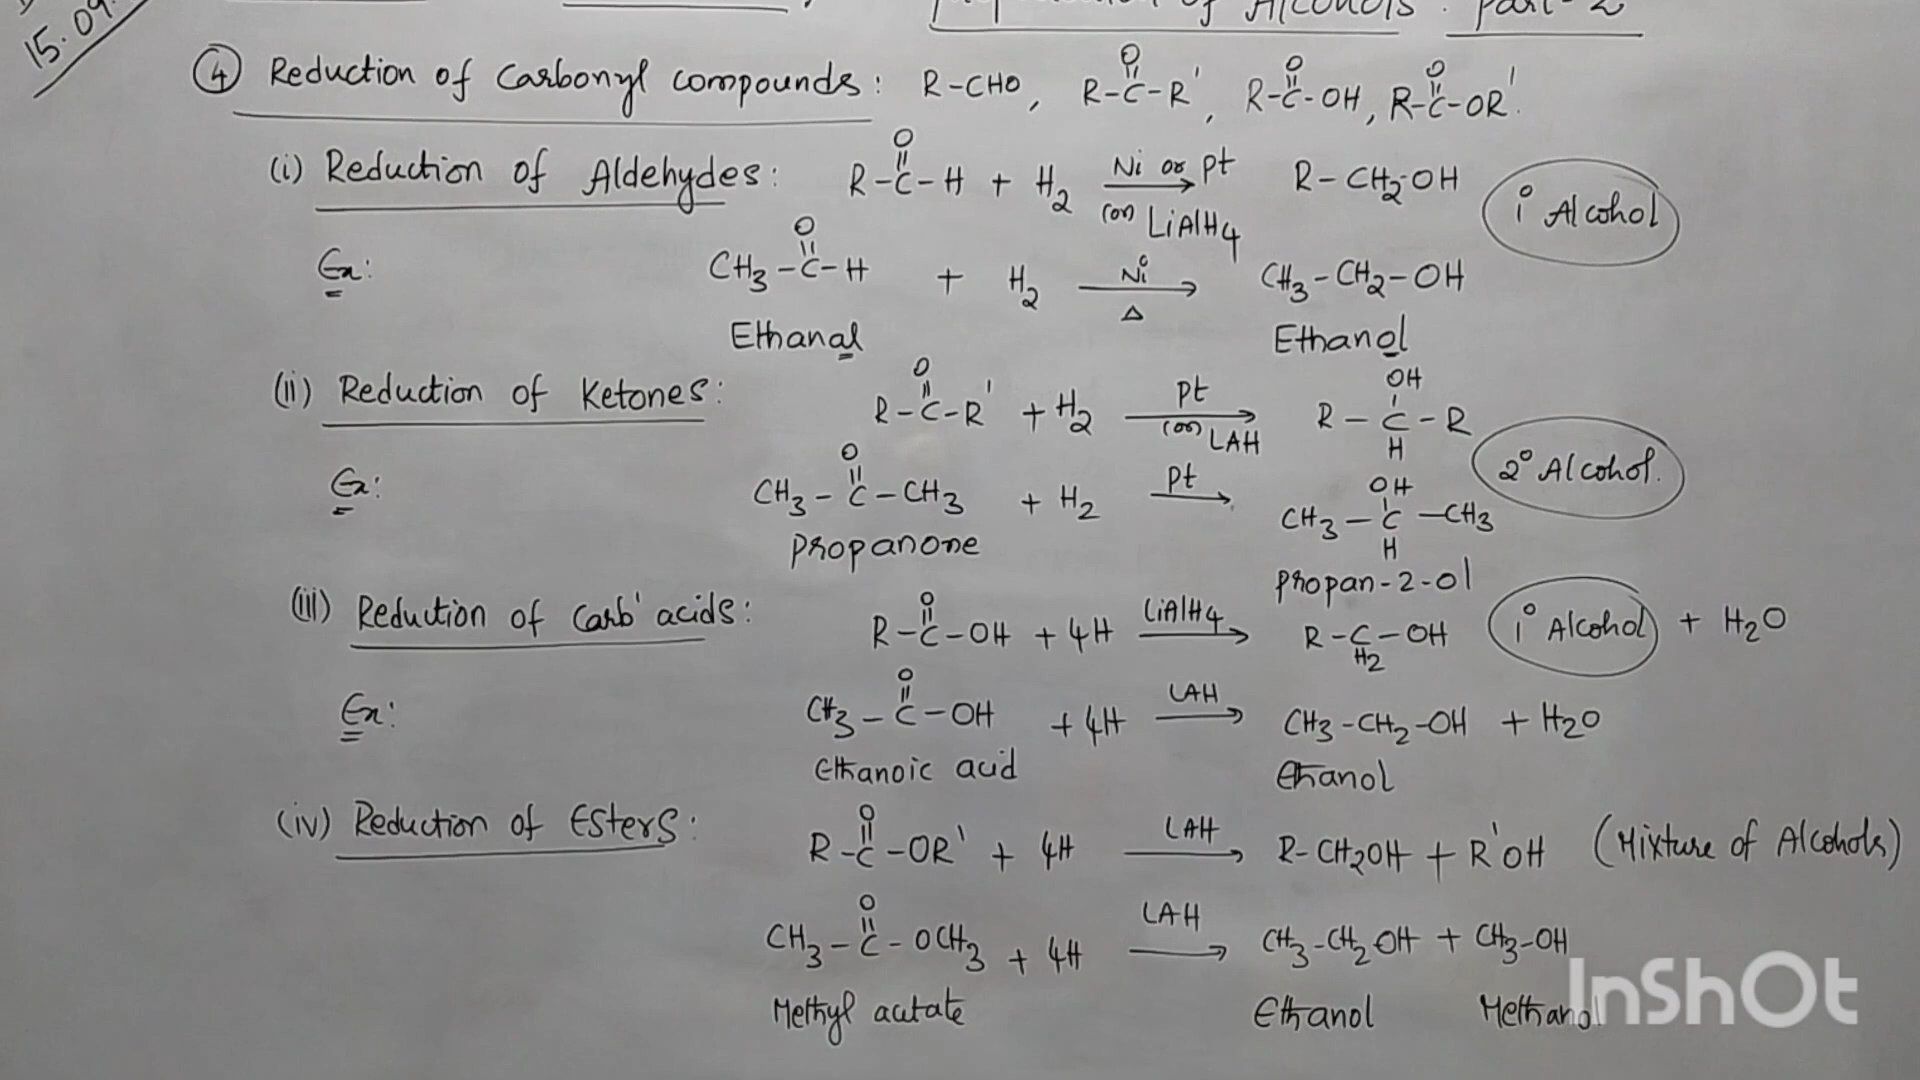 15.09.
of Alcohols : Part-2
④ Reduction of Carbonyl compounds : R-CHO, R-C(=O)-R', R-C(=O)-OH, R-C(=O)-OR'.
(i) Reduction of Aldehydes : R-C(=O)-H + H2 —Ni or Pt (or) LiAlH4→ R-CH2-OH 1° Alcohol
Ex: CH3-C(=O)-H + H2 —Ni Δ→ CH3-CH2-OH
Ethanal Ethanol
(ii) Reduction of Ketones : R-C(=O)-R' + H2 —Pt (or) LAH→ R-C(OH)(H)-R 2° Alcohol.
Ex: CH3-C(=O)-CH3 + H2 —Pt→ CH3-C(OH)(H)-CH3
Propanone Propan-2-ol
(iii) Reduction of Carb' acids : R-C(=O)-OH + 4H —LiAlH4→ R-CH2-OH 1° Alcohol + H2O
Ex: CH3-C(=O)-OH + 4H —LAH→ CH3-CH2-OH + H2O
Ethanoic acid Ethanol
(iv) Reduction of Esters : R-C(=O)-OR' + 4H —LAH→ R-CH2OH + R'OH (Mixture of Alcohols)
CH3-C(=O)-OCH3 + 4H —LAH→ CH3-CH2OH + CH3-OH
Methyl acetate Ethanol Methanol
InShOt